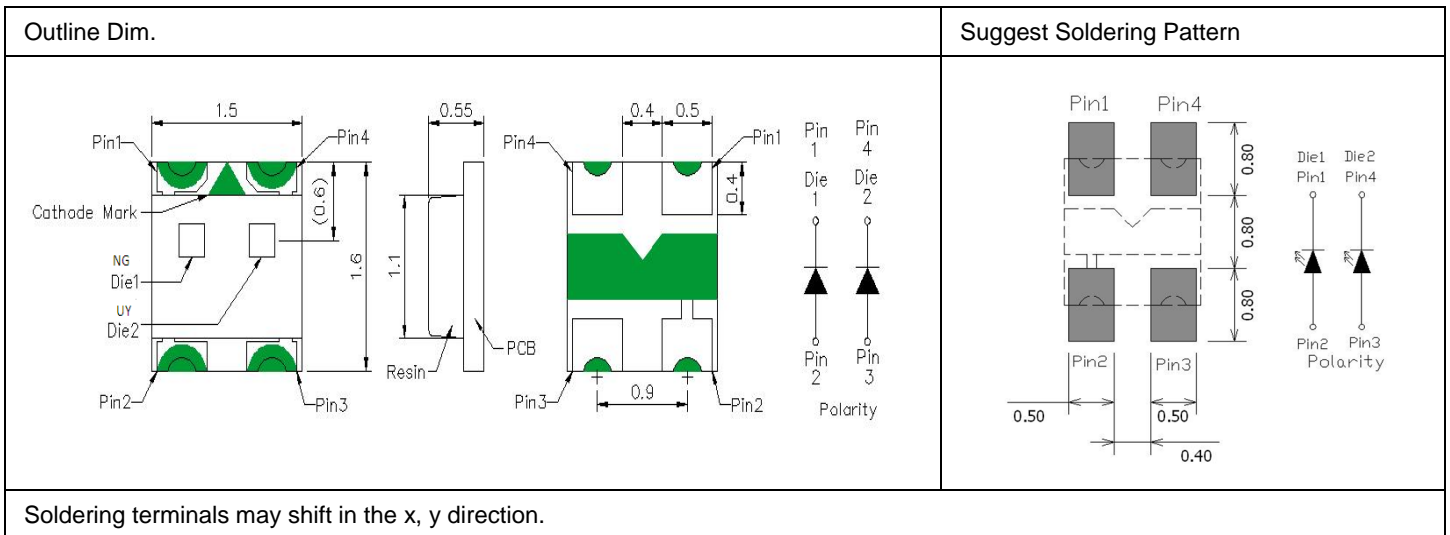 Outline Dim.
Suggest Soldering Pattern
1.5
Pin1
Pin4
Cathode Mark
(0.6)
1.6
NG
Die1
UY
Die2
Pin2
Pin3
0.55
1.1
Resin
PCB
0.4 0.5
Pin4
Pin1
0.4
Pin3
0.9
Pin2
Pin Pin
1 4
Die Die
1 2
Pin Pin
2 3
Polarity
Pin1 Pin4
0.80
0.80
0.80
Pin2 Pin3
0.50 0.50
0.40
Die1 Die2
Pin1 Pin4
Pin2 Pin3
Polarity
Soldering terminals may shift in the x, y direction.